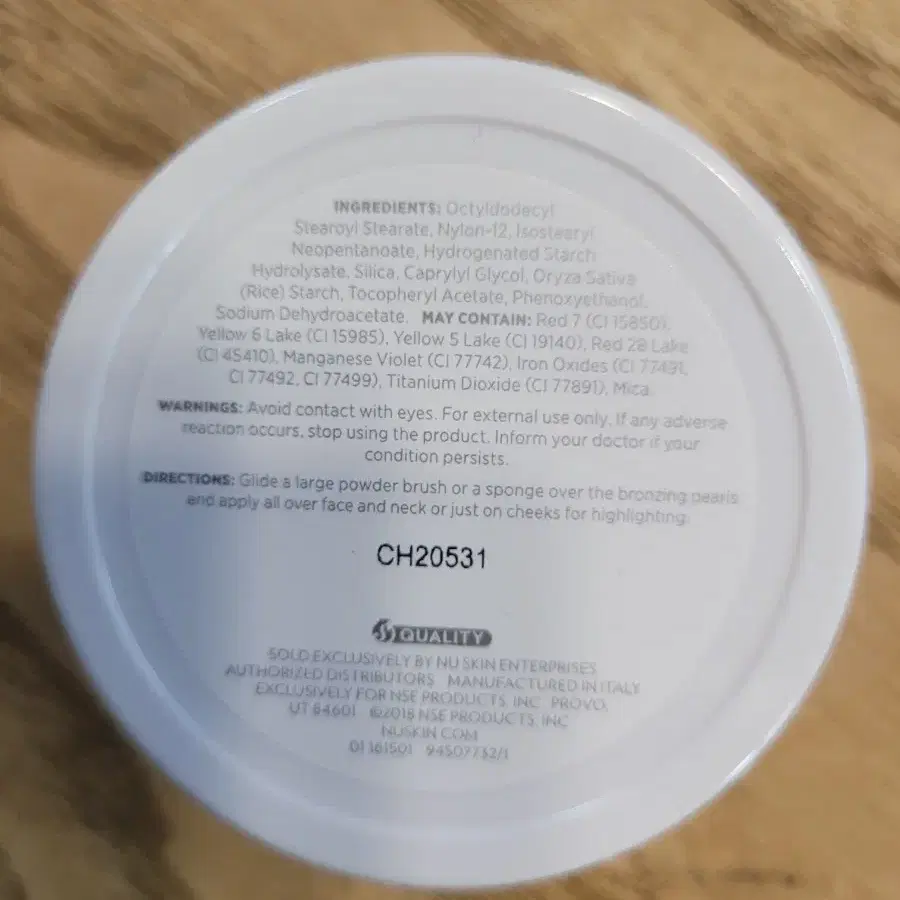 INGREDIENTS: Octyldodecyl
Stearoyl Stearate, Nylon-12, Isostearyl
Neopentanoate, Hydrogenated Starch
Hydrolysate, Silica, Caprylyl Glycol, Oryza Sativa
(Rice) Starch, Tocopheryl Acetate, Phenoxyethanol,
Sodium Dehydroacetate. MAY CONTAIN: Red 7 (CI 15850),
Yellow 6 Lake (CI 15985), Yellow 5 Lake (CI 19140), Red 28 Lake
(CI 45410), Manganese Violet (CI 77742), Iron Oxides (CI 77491,
CI 77492, CI 77499), Titanium Dioxide (CI 77891), Mica.
WARNINGS: Avoid contact with eyes. For external use only. If any adverse
reaction occurs, stop using the product. Inform your doctor if your
condition persists.
DIRECTIONS: Glide a large powder brush or a sponge over the bronzing pearls
and apply all over face and neck or just on cheeks for highlighting.
CH20531
6S QUALITY
SOLD EXCLUSIVELY BY NU SKIN ENTERPRISES
AUTHORIZED DISTRIBUTORS MANUFACTURED IN ITALY
EXCLUSIVELY FOR NSE PRODUCTS, INC. PROVO,
UT 84601 ©2018 NSE PRODUCTS, INC
NUSKIN.COM
01 161501 94507732/1